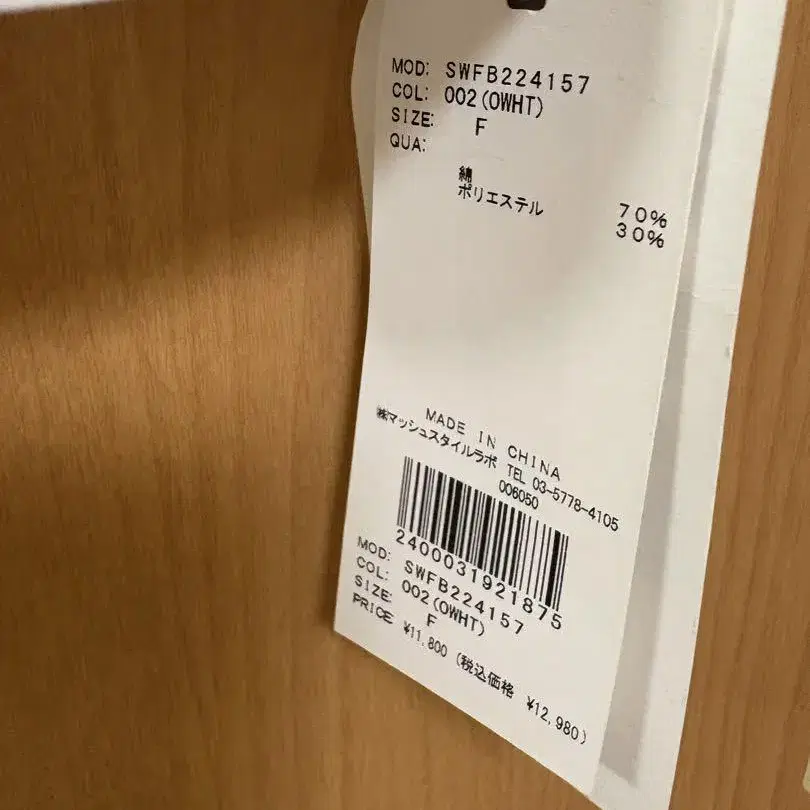 MOD: SWFB224157
COL: 002(OWHT)
SIZE: F
QUA:
綿 70%
ポリエステル 30%
MADE IN CHINA
㈱マッシュスタイルラボ TEL 03-5778-4105
006050
2400031921875
MOD: SWFB224157
COL: 002(OWHT)
SIZE: F
PRICE ¥11,800 (税込価格 ¥12,980)